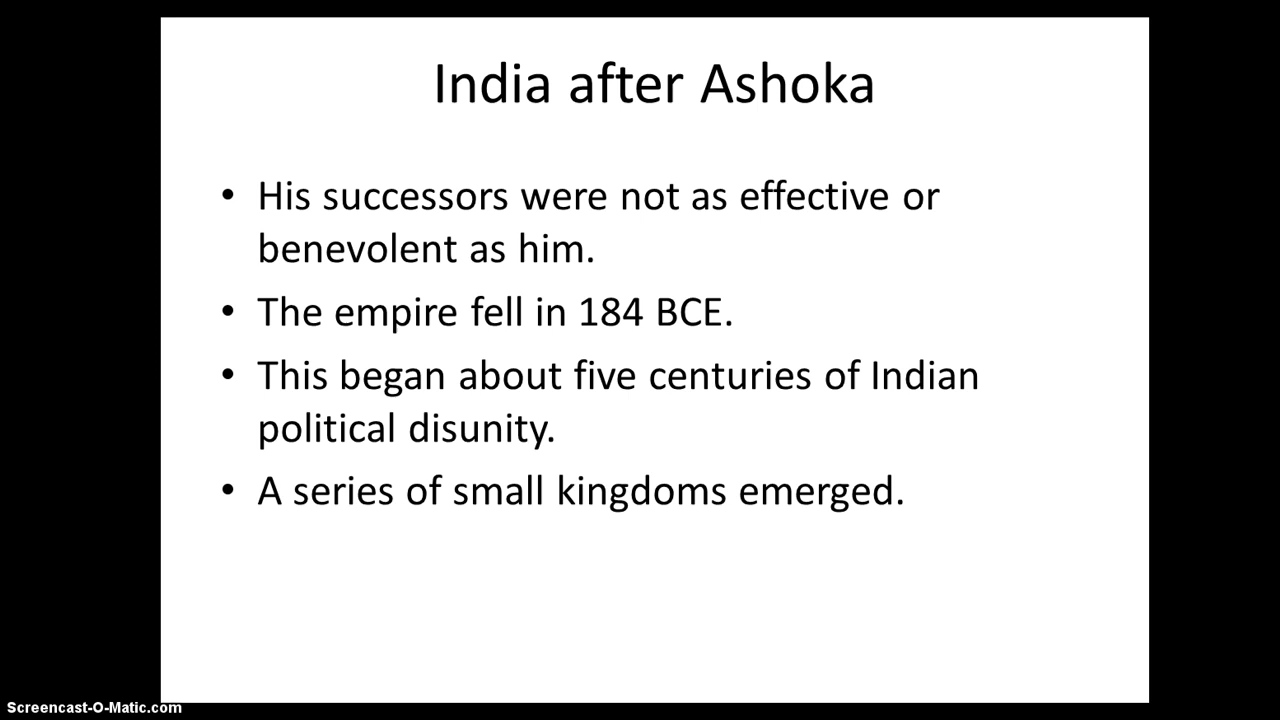 India after Ashoka
• His successors were not as effective or
benevolent as him.
• The empire fell in 184 BCE.
• This began about five centuries of Indian
political disunity.
• A series of small kingdoms emerged.
Screencast-O-Matic.com